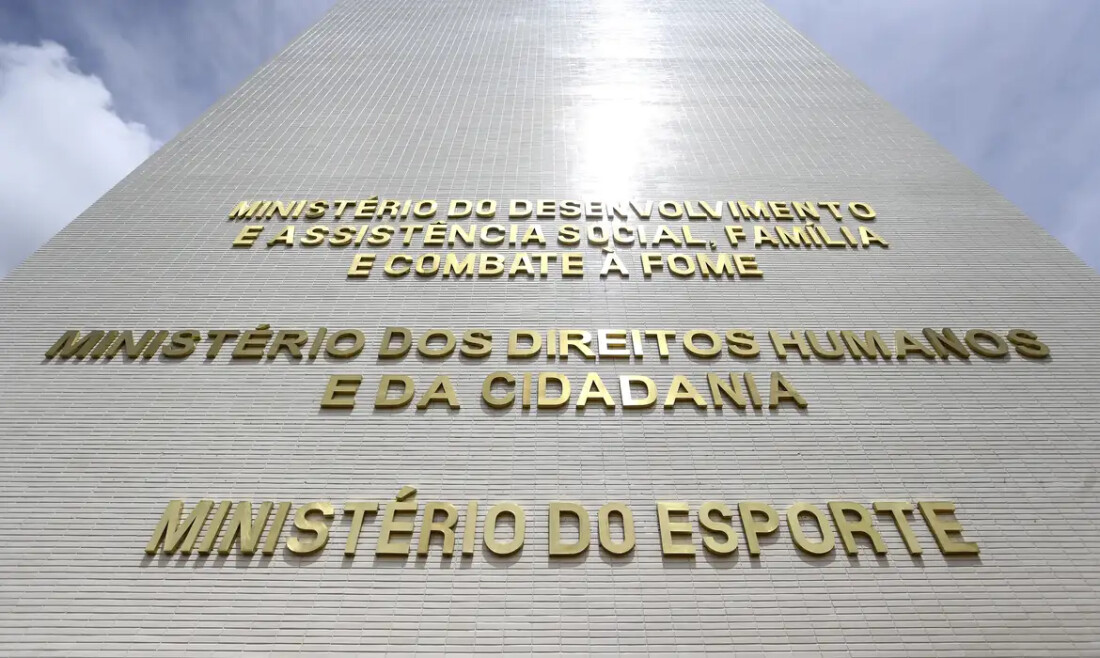 MINISTÉRIO DO DESENVOLVIMENTO
E ASSISTÊNCIA SOCIAL, FAMÍLIA
E COMBATE À FOME
MINISTÉRIO DOS DIREITOS HUMANOS
E DA CIDADANIA
MINISTÉRIO DO ESPORTE